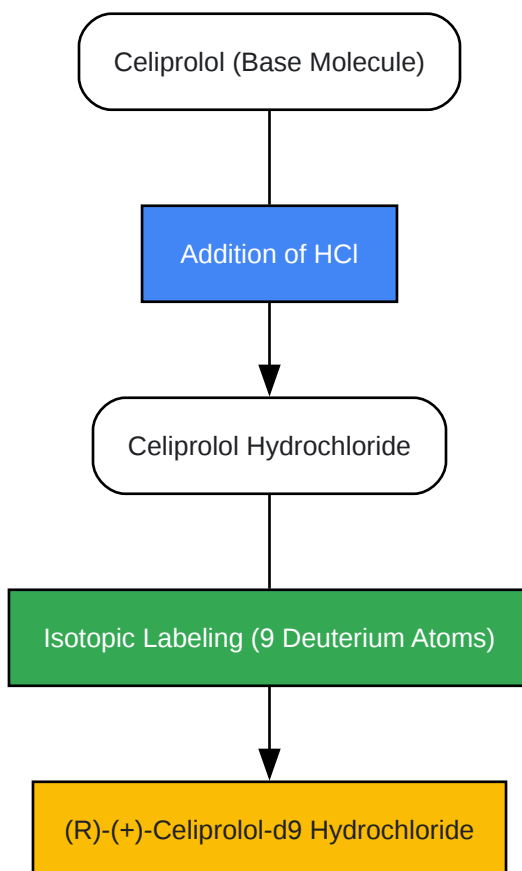 Celiprolol (Base Molecule)
Addition of HCl
Celiprolol Hydrochloride
Isotopic Labeling (9 Deuterium Atoms)
(R)-(+)-Celiprolol-d9 Hydrochloride